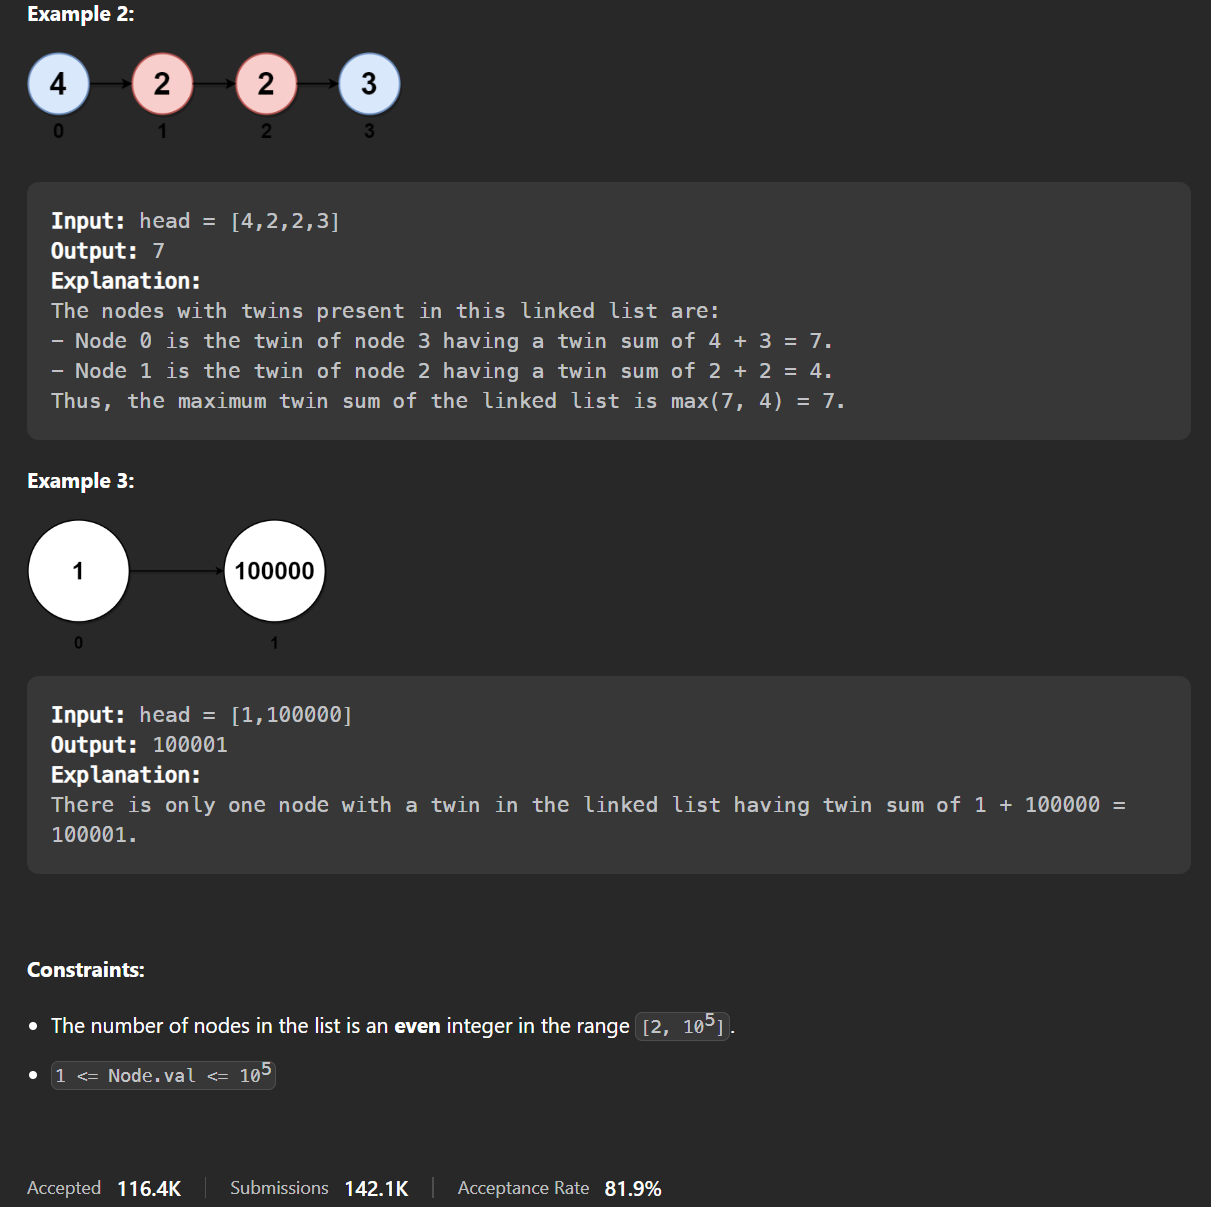 Example 2:
4 2 2 3
0 1 2 3
Input: head = [4,2,2,3]
Output: 7
Explanation:
The nodes with twins present in this linked list are:
- Node 0 is the twin of node 3 having a twin sum of 4 + 3 = 7.
- Node 1 is the twin of node 2 having a twin sum of 2 + 2 = 4.
Thus, the maximum twin sum of the linked list is max(7, 4) = 7.
Example 3:
1 100000
0 1
Input: head = [1,100000]
Output: 100001
Explanation:
There is only one node with a twin in the linked list having twin sum of 1 + 100000 =
100001.
Constraints:
• The number of nodes in the list is an even integer in the range [2, 10⁵].
• 1 <= Node.val <= 10⁵
Accepted 116.4K | Submissions 142.1K | Acceptance Rate 81.9%